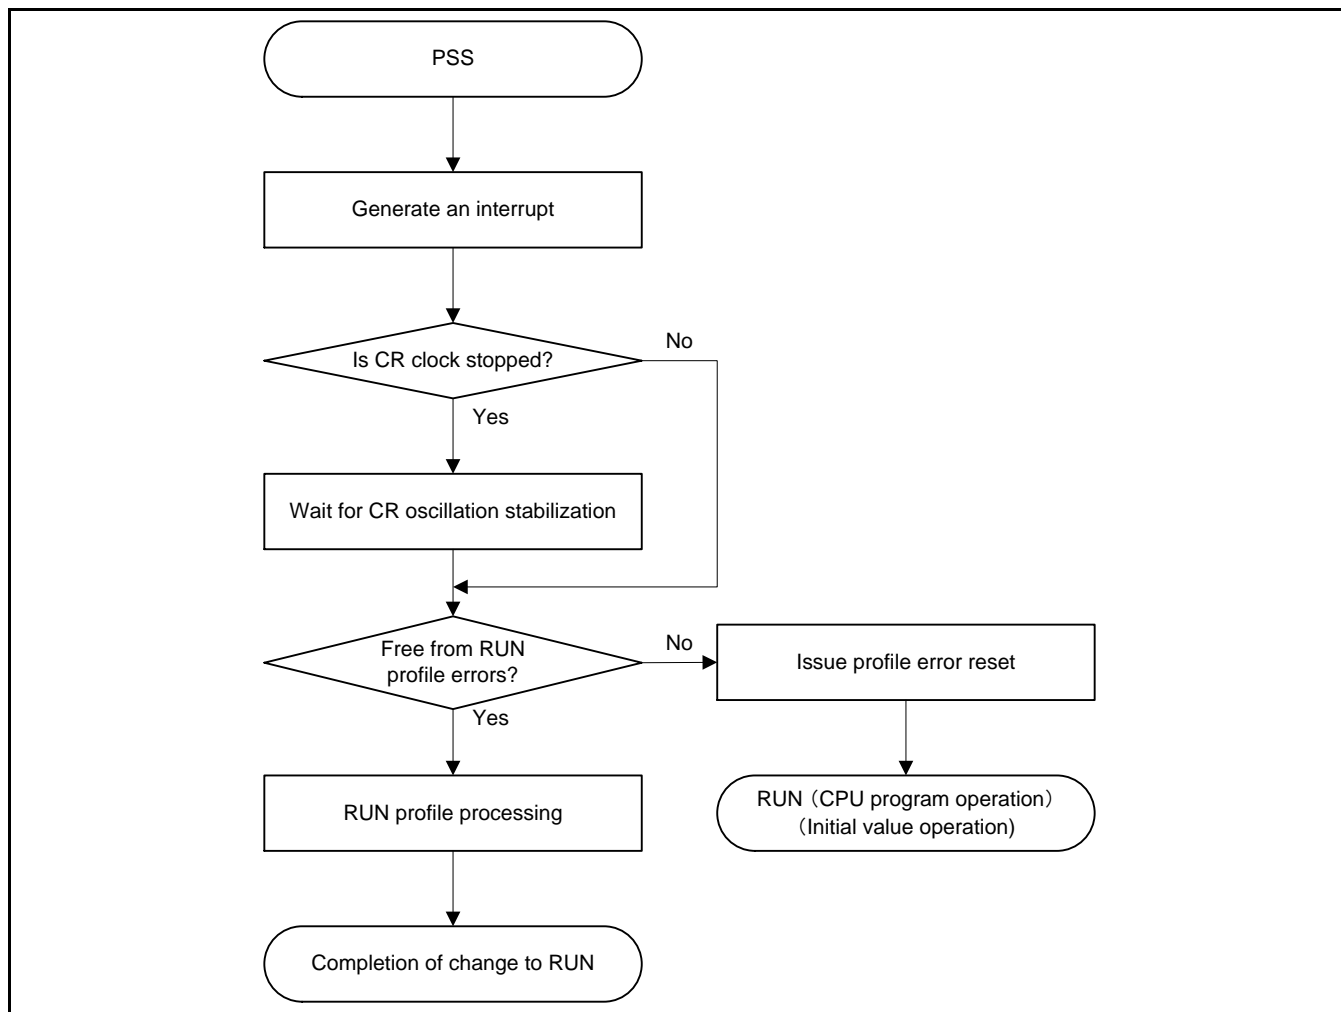 PSS
Generate an interrupt
Is CR clock stopped?
No
Yes
Wait for CR oscillation stabilization
Free from RUN
profile errors?
No
Issue profile error reset
Yes
RUN profile processing
RUN（CPU program operation）
（Initial value operation)
Completion of change to RUN